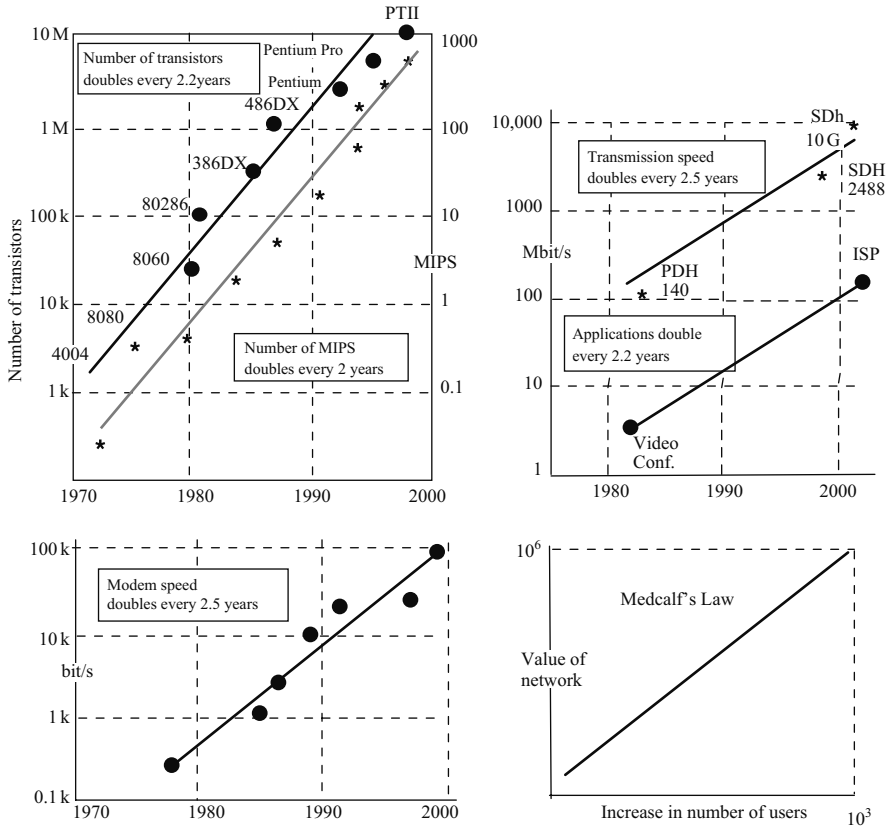 PTII
10 M
1000
Number of transistors
doubles every 2.2years
Pentium Pro
Pentium
486DX
1 M
100
386DX
80286
100 k
10
8060
MIPS
Number of transistors
10 k
1
8080
4004
Number of MIPS
doubles every 2 years
1 k
0.1
1970
1980
1990
2000
10,000
SDh
10 G
Transmission speed
doubles every 2.5 years
SDH
2488
1000
Mbit/s
ISP
PDH
140
100
Applications double
every 2.2 years
10
Video
Conf.
1
1980
1990
2000
100 k
Modem speed
doubles every 2.5 years
10 k
bit/s
1 k
0.1 k
1970
1980
1990
2000
10^6
Medcalf's Law
Value of
network
Increase in number of users
10^3